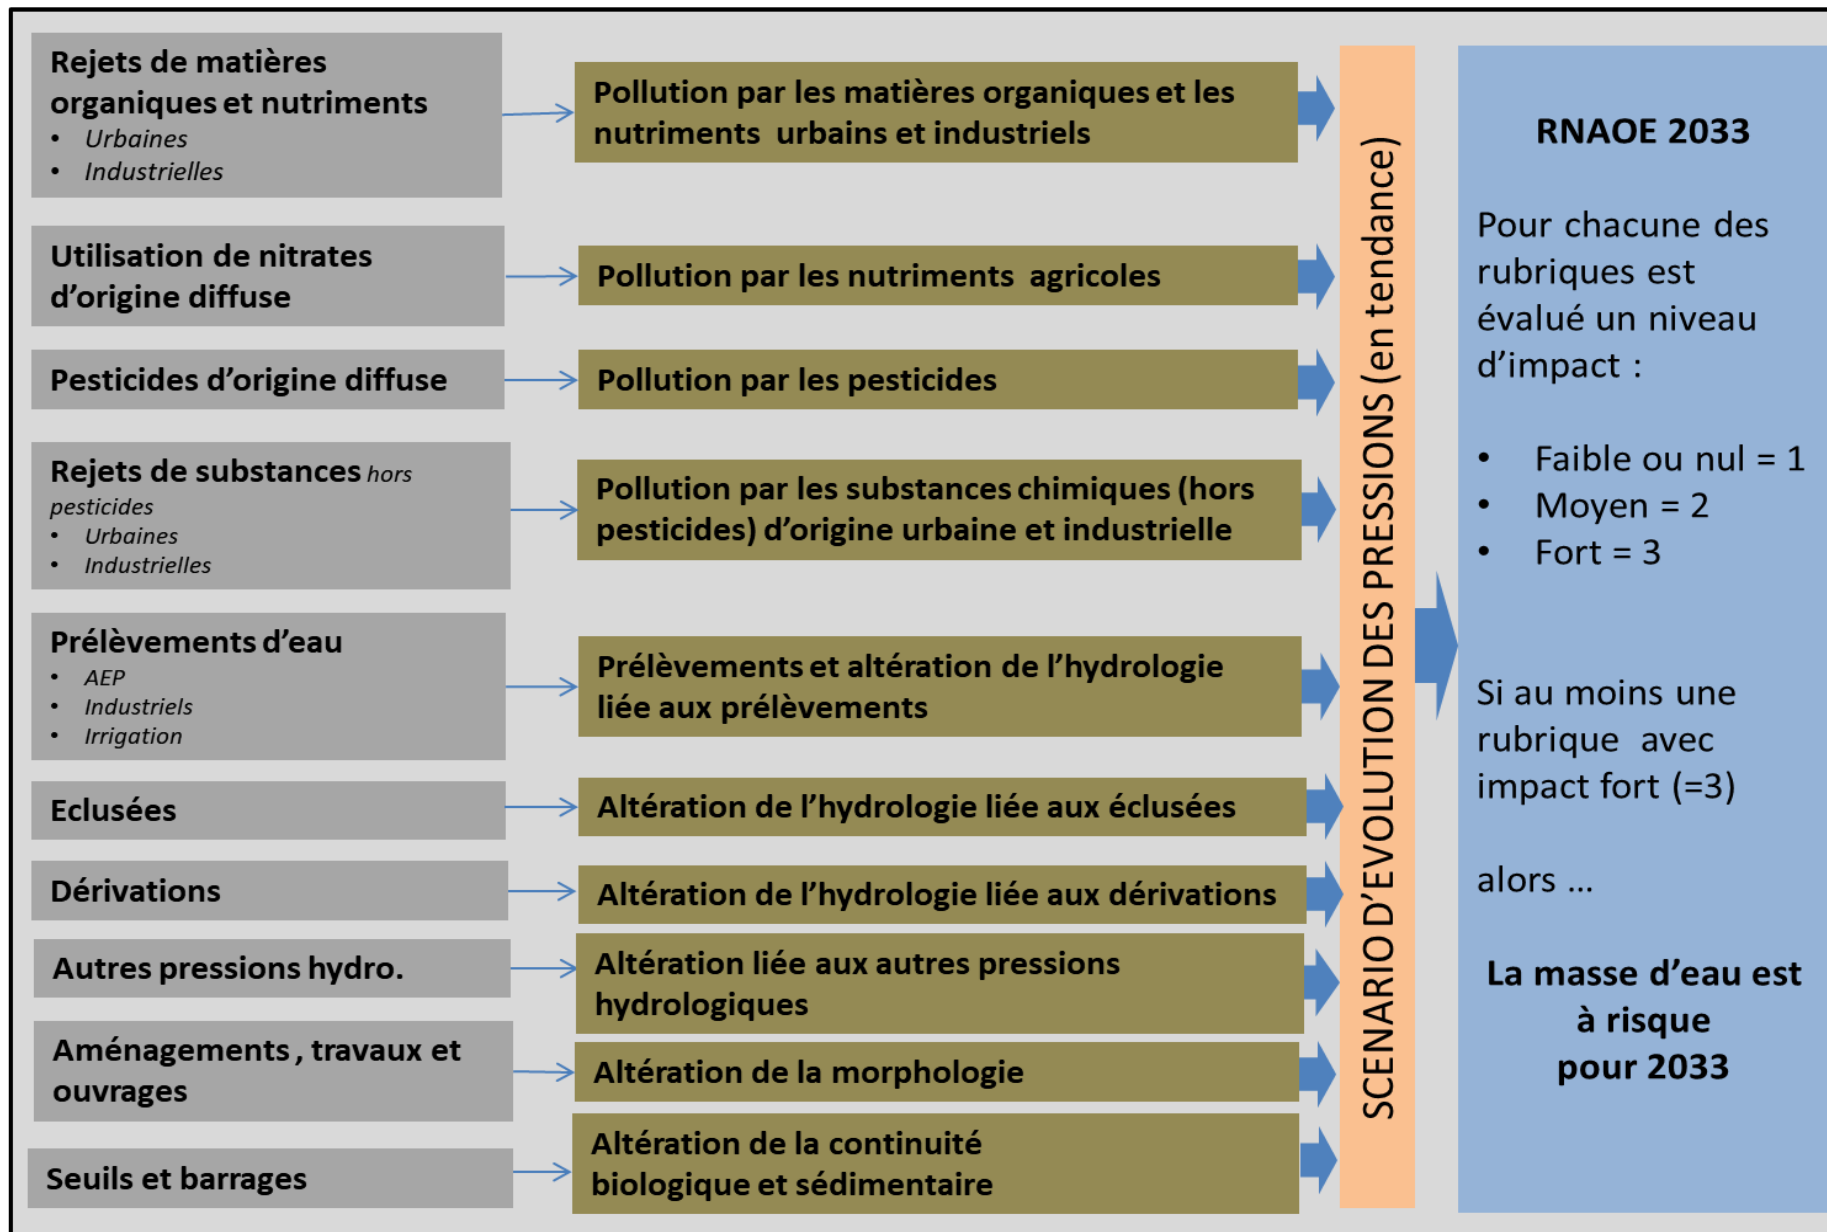 Rejets de matières
organiques et nutriments
• Urbaines
• Industrielles
Pollution par les matières organiques et les
nutriments urbains et industriels
Utilisation de nitrates
d’origine diffuse
Pollution par les nutriments agricoles
Pesticides d’origine diffuse
Pollution par les pesticides
Rejets de substances hors
pesticides
• Urbaines
• Industrielles
Pollution par les substances chimiques (hors
pesticides) d’origine urbaine et industrielle
Prélèvements d’eau
• AEP
• Industriels
• Irrigation
Prélèvements et altération de l’hydrologie
liée aux prélèvements
Eclusées
Altération de l’hydrologie liée aux éclusées
Dérivations
Altération de l’hydrologie liée aux dérivations
Autres pressions hydro.
Altération liée aux autres pressions
hydrologiques
Aménagements , travaux et
ouvrages
Altération de la morphologie
Seuils et barrages
Altération de la continuité
biologique et sédimentaire
SCENARIO D’EVOLUTION DES PRESSIONS (en tendance)
RNAOE 2033
Pour chacune des
rubriques est
évalué un niveau
d’impact :
• Faible ou nul = 1
• Moyen = 2
• Fort = 3
Si au moins une
rubrique avec
impact fort (=3)
alors ...
La masse d’eau est
à risque
pour 2033